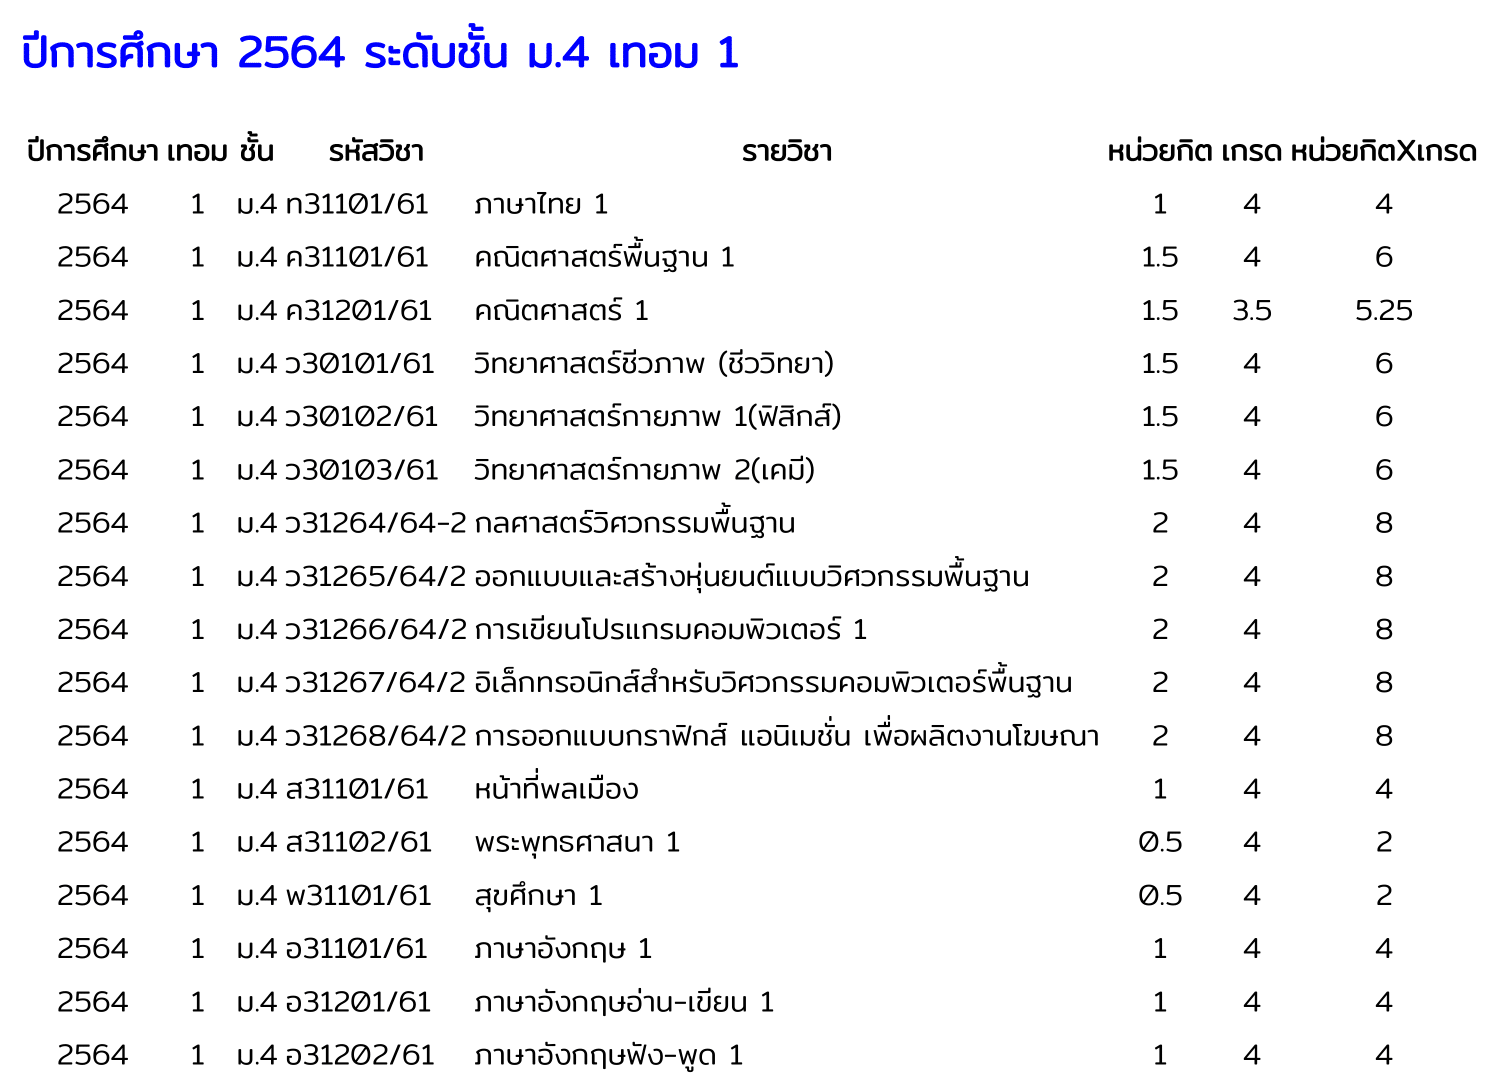 ปีการศึกษา 2564 ระดับชั้น ม.4 เทอม 1
ปีการศึกษา เทอม ชั้น รหัสวิชา รายวิชา หน่วยกิต เกรด หน่วยกิตXเกรด
2564 1 ม.4 ท31101/61 ภาษาไทย 1 1 4 4
2564 1 ม.4 ค31101/61 คณิตศาสตร์พื้นฐาน 1 1.5 4 6
2564 1 ม.4 ค31201/61 คณิตศาสตร์ 1 1.5 3.5 5.25
2564 1 ม.4 ว30101/61 วิทยาศาสตร์ชีวภาพ (ชีววิทยา) 1.5 4 6
2564 1 ม.4 ว30102/61 วิทยาศาสตร์กายภาพ 1(ฟิสิกส์) 1.5 4 6
2564 1 ม.4 ว30103/61 วิทยาศาสตร์กายภาพ 2(เคมี) 1.5 4 6
2564 1 ม.4 ว31264/64-2 กลศาสตร์วิศวกรรมพื้นฐาน 2 4 8
2564 1 ม.4 ว31265/64/2 ออกแบบและสร้างหุ่นยนต์แบบวิศวกรรมพื้นฐาน 2 4 8
2564 1 ม.4 ว31266/64/2 การเขียนโปรแกรมคอมพิวเตอร์ 1 2 4 8
2564 1 ม.4 ว31267/64/2 อิเล็กทรอนิกส์สำหรับวิศวกรรมคอมพิวเตอร์พื้นฐาน 2 4 8
2564 1 ม.4 ว31268/64/2 การออกแบบกราฟิกส์ แอนิเมชั่น เพื่อผลิตงานโฆษณา 2 4 8
2564 1 ม.4 ส31101/61 หน้าที่พลเมือง 1 4 4
2564 1 ม.4 ส31102/61 พระพุทธศาสนา 1 0.5 4 2
2564 1 ม.4 พ31101/61 สุขศึกษา 1 0.5 4 2
2564 1 ม.4 อ31101/61 ภาษาอังกฤษ 1 1 4 4
2564 1 ม.4 อ31201/61 ภาษาอังกฤษอ่าน-เขียน 1 1 4 4
2564 1 ม.4 อ31202/61 ภาษาอังกฤษฟัง-พูด 1 1 4 4